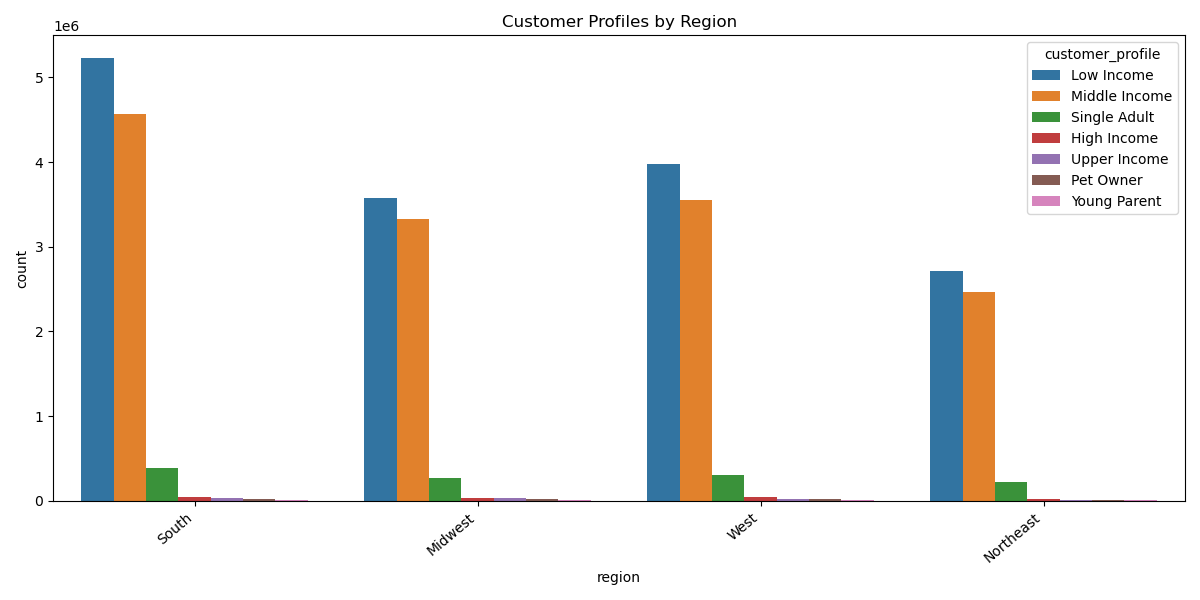 Customer Profiles by Region
1e6
customer_profile
Low Income
Middle Income
Single Adult
High Income
Upper Income
Pet Owner
Young Parent
5
4
3
2
1
0
count
South
Midwest
West
Northeast
region